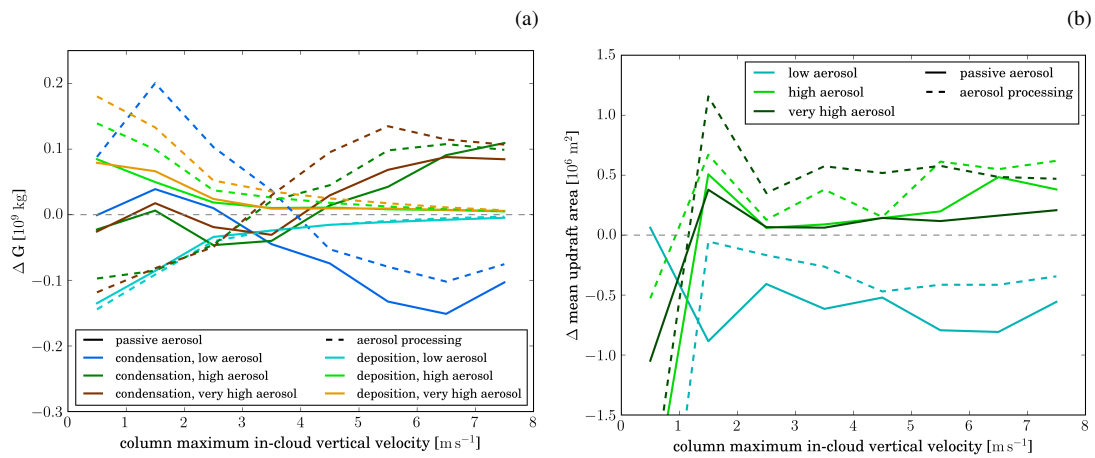 (a)
0.2
0.1
0.0
−0.1
−0.2
−0.3
Δ G [10⁹ kg]
passive aerosol
condensation, low aerosol
condensation, high aerosol
condensation, very high aerosol
aerosol processing
deposition, low aerosol
deposition, high aerosol
deposition, very high aerosol
0 1 2 3 4 5 6 7 8
column maximum in-cloud vertical velocity [m s⁻¹]
(b)
1.5
1.0
0.5
0.0
−0.5
−1.0
−1.5
Δ mean updraft area [10⁶ m²]
low aerosol
high aerosol
very high aerosol
passive aerosol
aerosol processing
0 1 2 3 4 5 6 7 8
column maximum in-cloud vertical velocity [m s⁻¹]